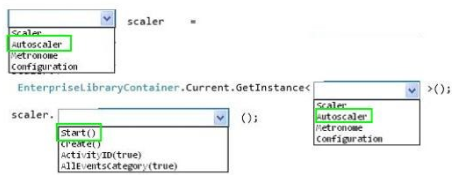 scaler =
Scaler
Autoscaler
Metronome
Configuration
EnterpriseLibraryContainer.Current.GetInstance< >();
Scaler
Autoscaler
Metronome
Configuration
scaler. ();
Start()
Create()
ActivityID(true)
AllEventsCategory(true)